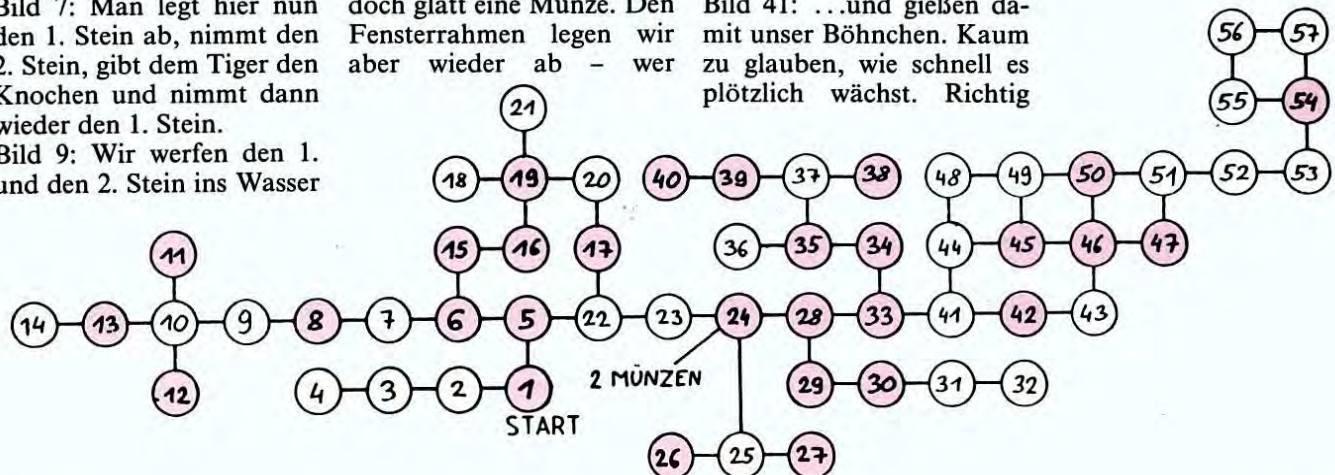 Bild 7: Man legt hier nun
den 1. Stein ab, nimmt den
2. Stein, gibt dem Tiger den
Knochen und nimmt dann
wieder den 1. Stein.
Bild 9: Wir werfen den 1.
und den 2. Stein ins Wasser
doch glatt eine Münze. Den
Fensterrahmen legen wir
aber wieder ab – wer
Bild 41: ...und gießen da-
mit unser Böhnchen. Kaum
zu glauben, wie schnell es
plötzlich wächst. Richtig
56 57
55 54
21
18 19 20 40 39 37 38 48 49 50 51 52 53
11 15 16 17 36 35 34 44 45 46 47
14 13 10 9 8 7 6 5 22 23 24 28 33 41 42 43
12 4 3 2 1 2 MÜNZEN 29 30 31 32
START
26 25 27